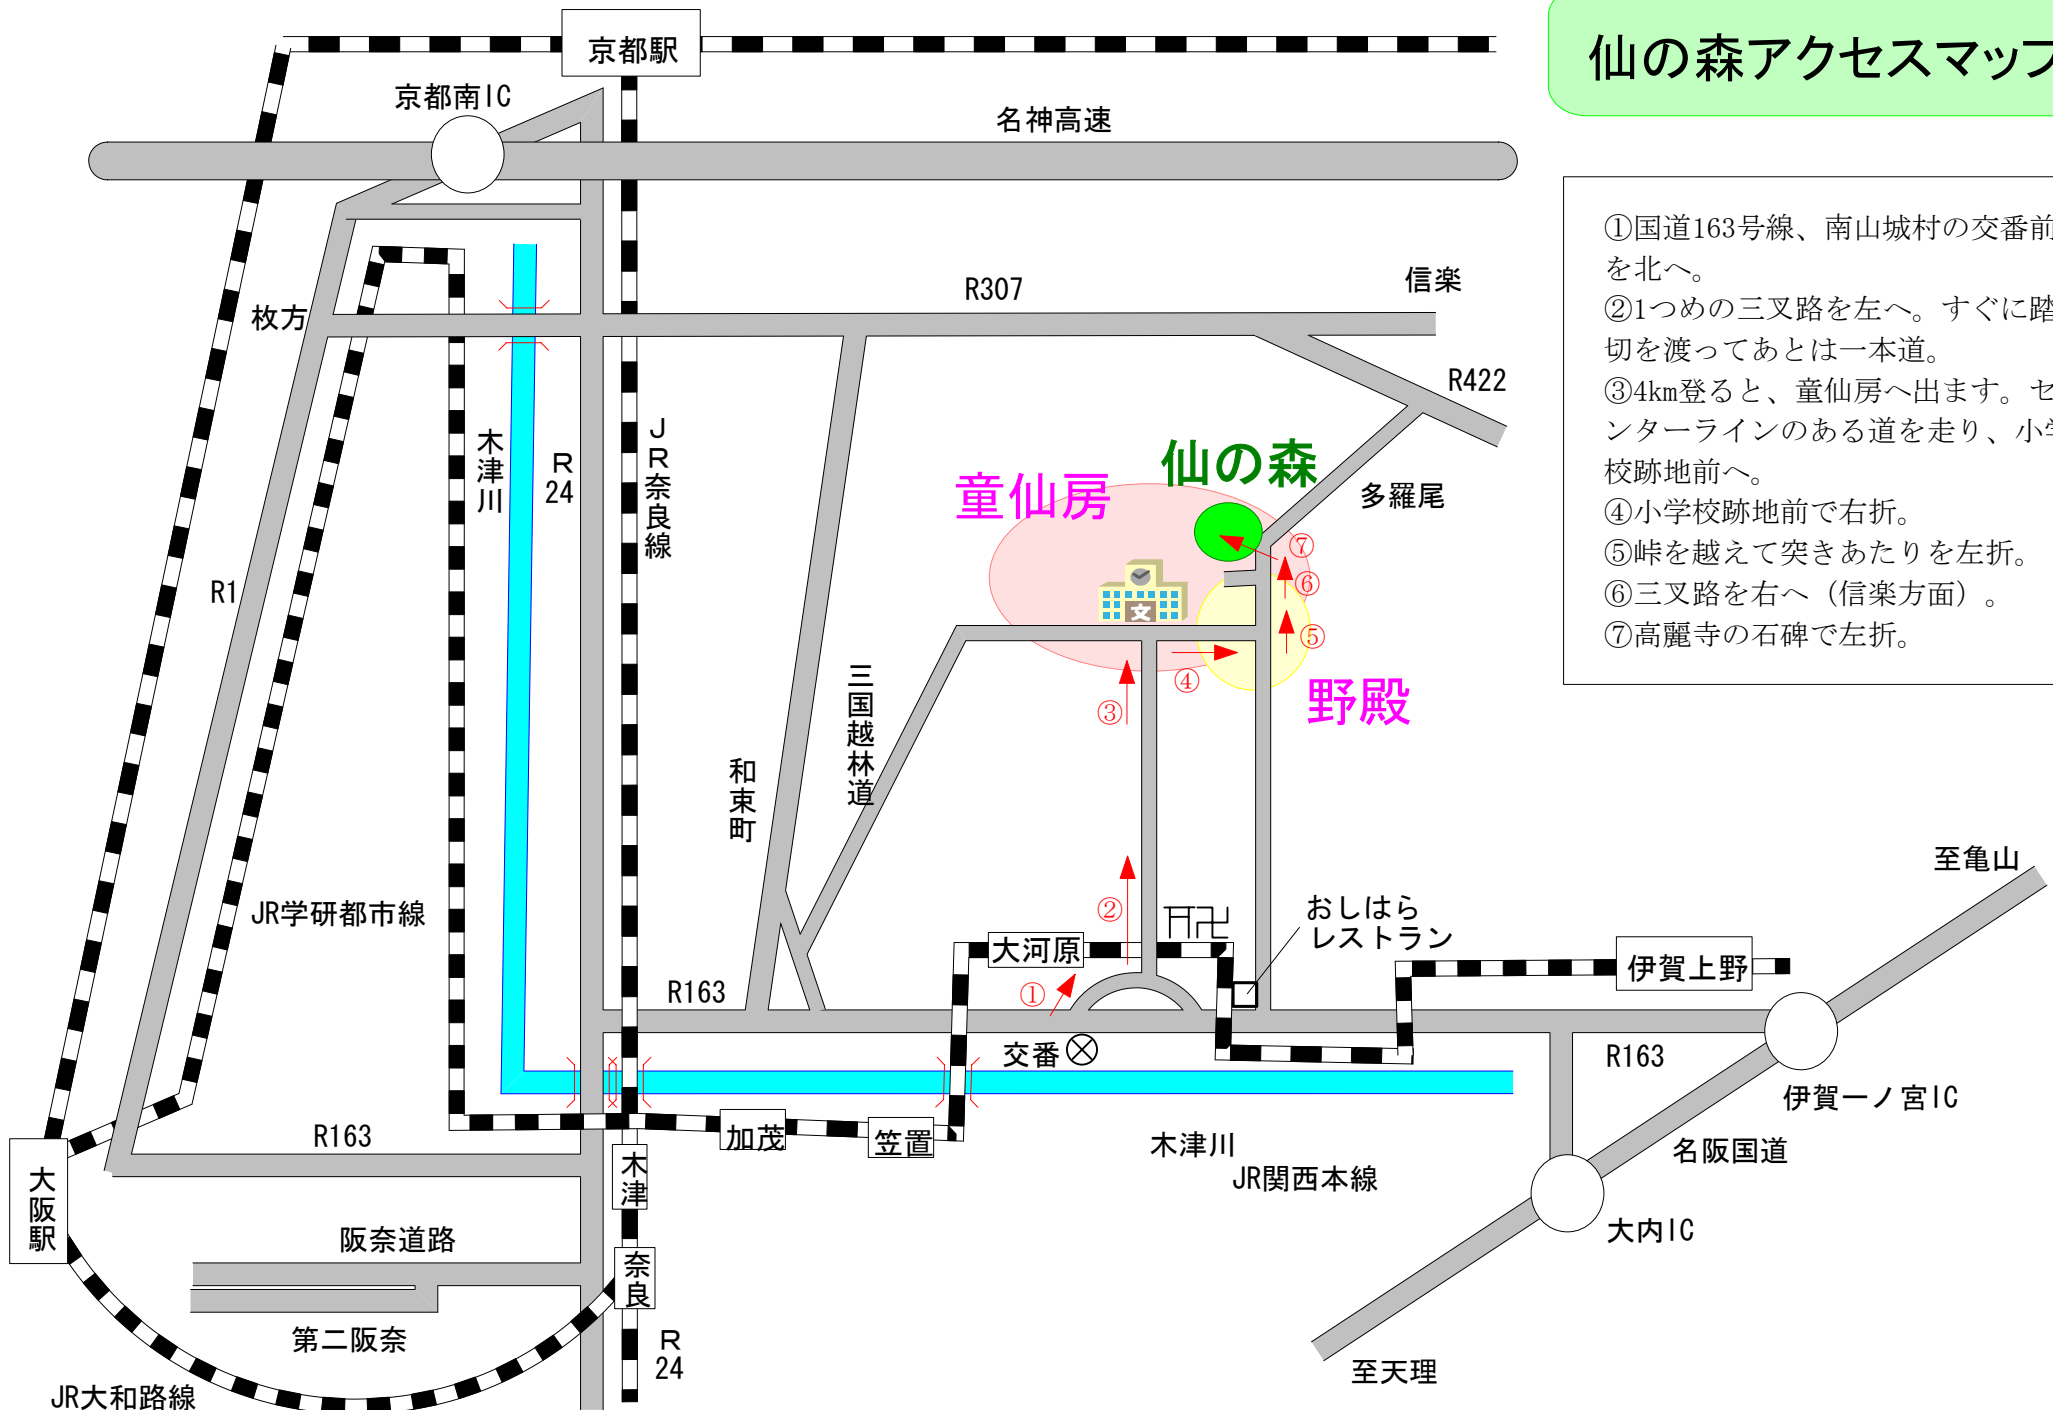 仙の森アクセスマップ
京都駅
京都南IC
名神高速
①国道163号線、南山城村の交番前
を北へ。
②1つめの三叉路を左へ。すぐに踏
切を渡ってあとは一本道。
③4km登ると、童仙房へ出ます。セ
ンターラインのある道を走り、小学
校跡地前へ。
④小学校跡地前で右折。
⑤峠を越えて突きあたりを左折。
⑥三叉路を右へ（信楽方面）。
⑦高麗寺の石碑で左折。
信楽
R307
枚方
R422
木津川
R
24
JR奈良線
仙の森
童仙房
多羅尾
⑦
⑥
文
R1
⑤
④
③
野殿
三国越林道
和束町
至亀山
JR学研都市線
②
おしはら
レストラン
大河原
伊賀上野
R163
①
交番
R163
伊賀一ノ宮IC
R163
加茂
笠置
木津川
名阪国道
木津
大阪駅
JR関西本線
大内IC
阪奈道路
奈良
第二阪奈
R
24
至天理
JR大和路線